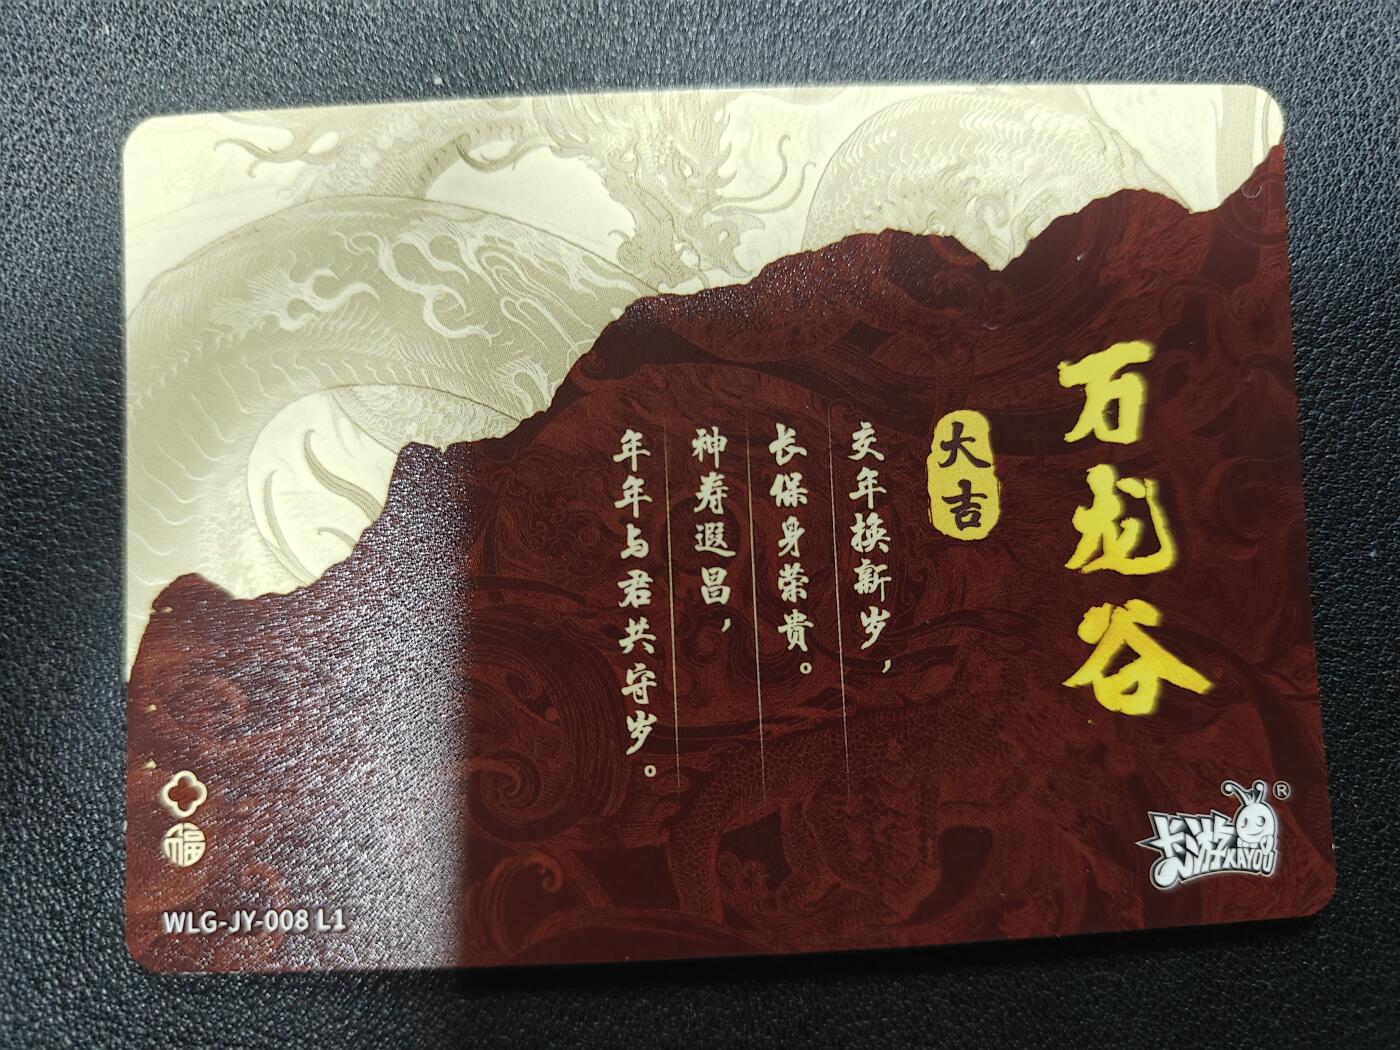 万龙谷
大吉
交年换新岁，
长保身荣贵。
神寿遐昌，
年年与君共守岁。
福
WLG-JY-008 L1
卡游
KAYOU
®